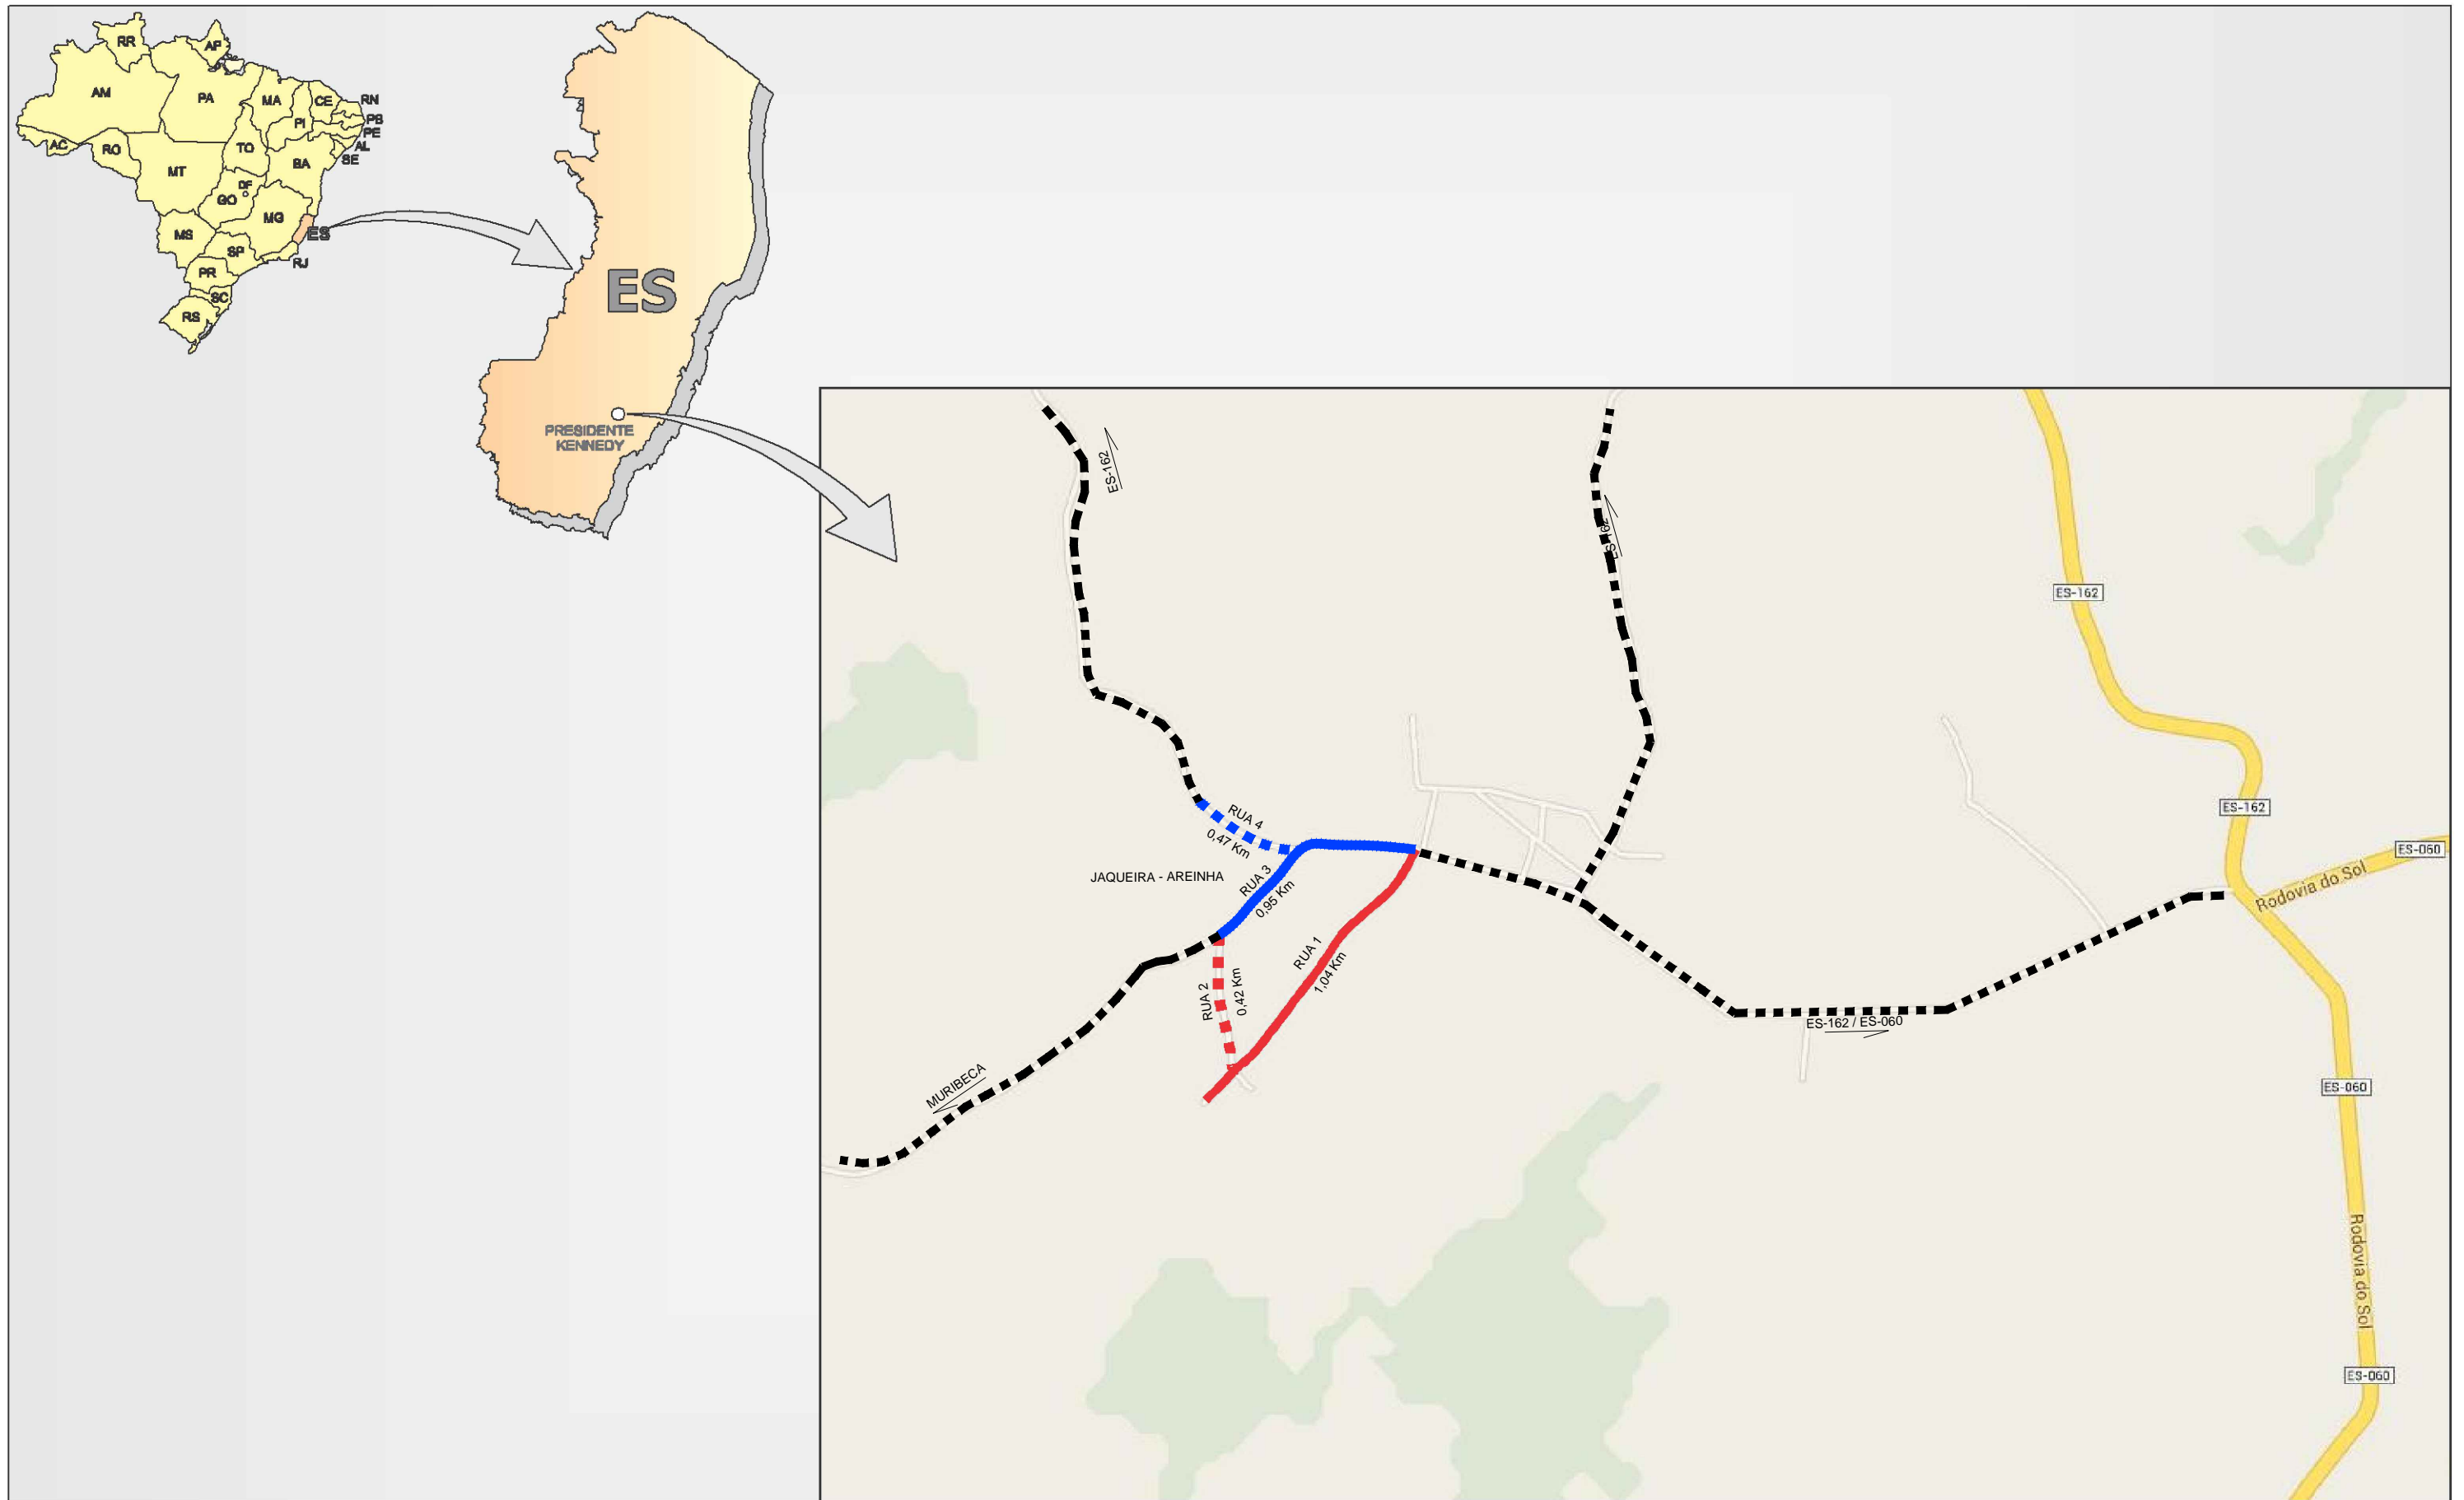 RR
AP
AM
PA
MA
CE
RN
PI
PB
PE
AC
RO
TO
AL
BA
SE
MT
DF
GO
MG
MS
ES
SP
RJ
PR
SC
RS
ES
PRESIDENTE
KENNEDY
ES-162
ES-162
ES-162
ES-162
RUA 4
0,47 Km
JAQUEIRA - AREINHA
RUA 3
0,95 Km
ES-060
Rodovia do Sol
RUA 1
1,04 Km
RUA 2
0,42 Km
ES-162 / ES-060
MURIBECA
ES-060
Rodovia do Sol
ES-060